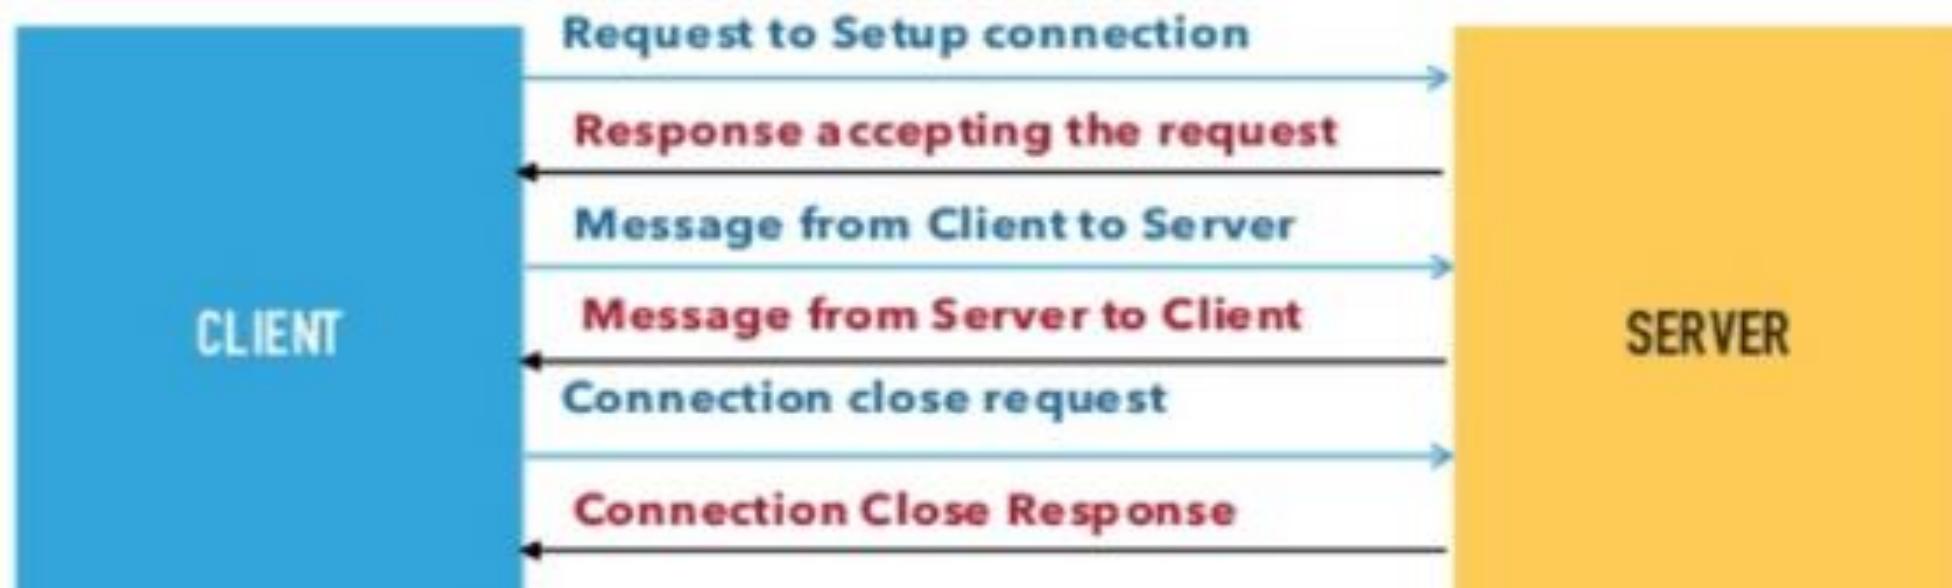 Request to Setup connection
Response accepting the request
Message from Client to Server
Message from Server to Client
CLIENT
SERVER
Connection close request
Connection Close Response